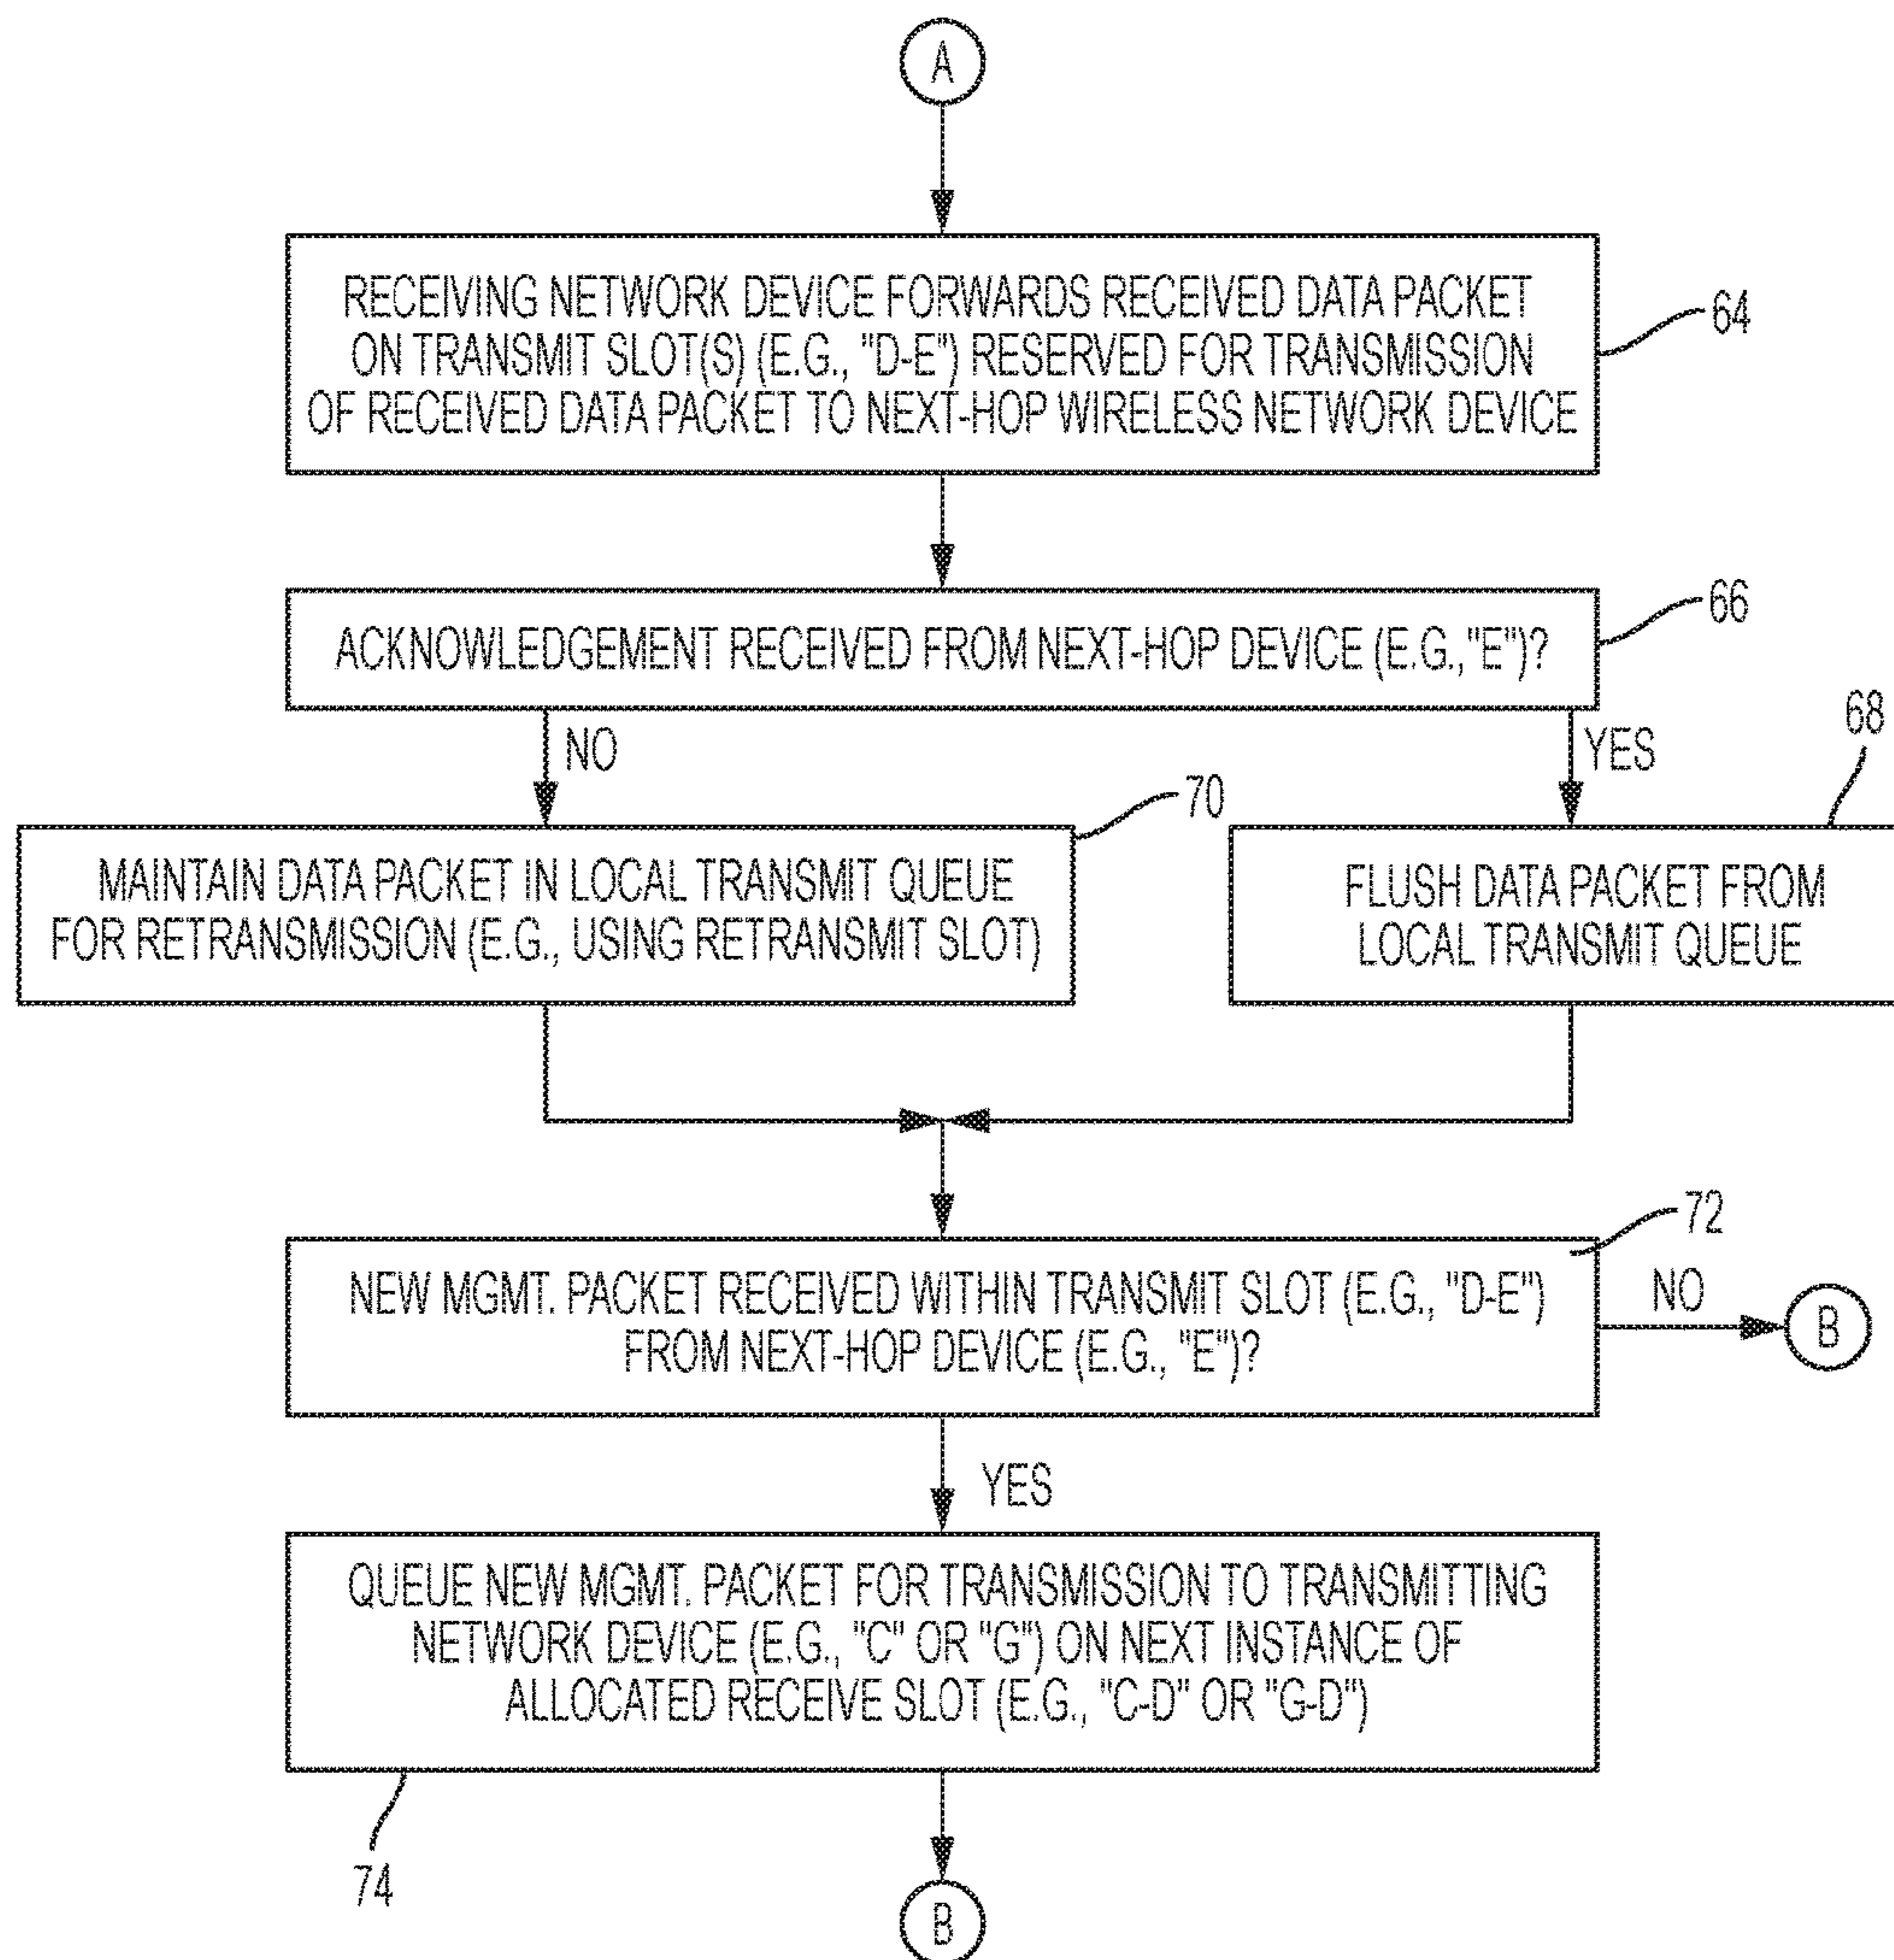 A
RECEIVING NETWORK DEVICE FORWARDS RECEIVED DATA PACKET
ON TRANSMIT SLOT(S) (E.G., "D-E") RESERVED FOR TRANSMISSION
OF RECEIVED DATA PACKET TO NEXT-HOP WIRELESS NETWORK DEVICE
64
ACKNOWLEDGEMENT RECEIVED FROM NEXT-HOP DEVICE (E.G.,"E")?
66
NO
YES
68
70
MAINTAIN DATA PACKET IN LOCAL TRANSMIT QUEUE
FOR RETRANSMISSION (E.G., USING RETRANSMIT SLOT)
FLUSH DATA PACKET FROM
LOCAL TRANSMIT QUEUE
72
NEW MGMT. PACKET RECEIVED WITHIN TRANSMIT SLOT (E.G., "D-E")
FROM NEXT-HOP DEVICE (E.G., "E")?
NO
B
YES
QUEUE NEW MGMT. PACKET FOR TRANSMISSION TO TRANSMITTING
NETWORK DEVICE (E.G., "C" OR "G") ON NEXT INSTANCE OF
ALLOCATED RECEIVE SLOT (E.G., "C-D" OR "G-D")
74
B